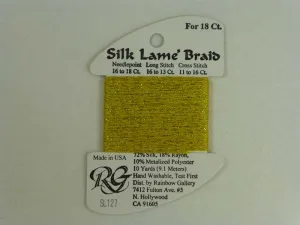 For 18 Ct.
Silk Lame' Braid
Needlepoint Long Stitch Cross Stitch
16 to 18 Ct. 16 to 13 Ct. 11 to 16 Ct.
Made in USA
RG
SL127
72% Silk, 18% Rayon,
10% Metalized Polyester
10 Yards (9.1 Meters)
Hand Washable, Test First
Dist. by Rainbow Gallery
7412 Fulton Ave. #5
N. Hollywood
CA 91605